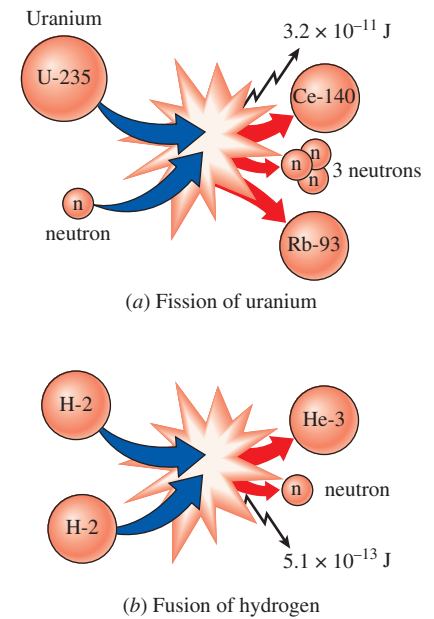 Uranium
U-235
3.2 × 10⁻¹¹ J
Ce-140
n
n
n
3 neutrons
n
neutron
Rb-93
(a) Fission of uranium
H-2
He-3
n
neutron
H-2
5.1 × 10⁻¹³ J
(b) Fusion of hydrogen